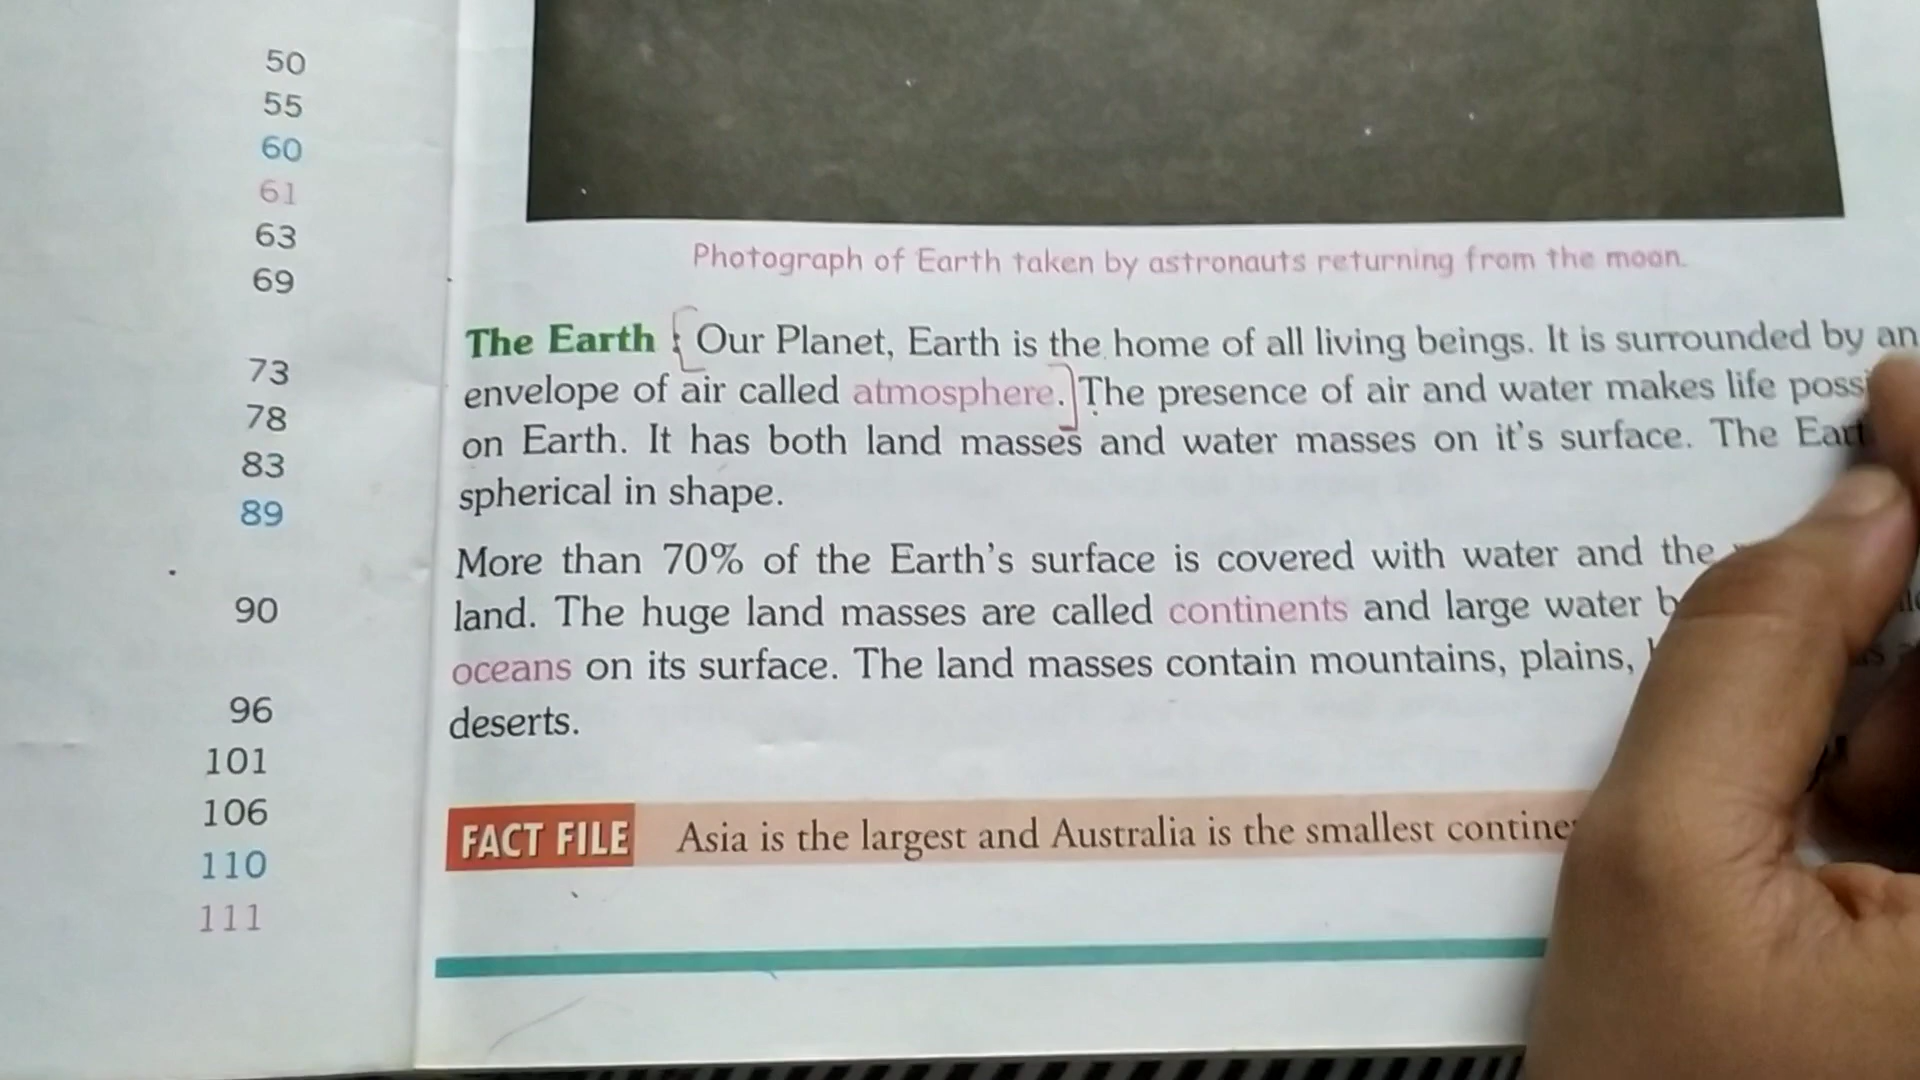 50
55
60
61
63
69
73
78
83
89
90
96
101
106
110
111
Photograph of Earth taken by astronauts returning from the moon.
The Earth : Our Planet, Earth is the home of all living beings. It is surrounded by an
envelope of air called atmosphere. The presence of air and water makes life
on Earth. It has both land masses and water masses on it's surface. The
spherical in shape.
More than 70% of the Earth's surface is covered with water and the
land. The huge land masses are called continents and large water
oceans on its surface. The land masses contain mountains, plains,
deserts.
FACT FILE Asia is the largest and Australia is the smallest